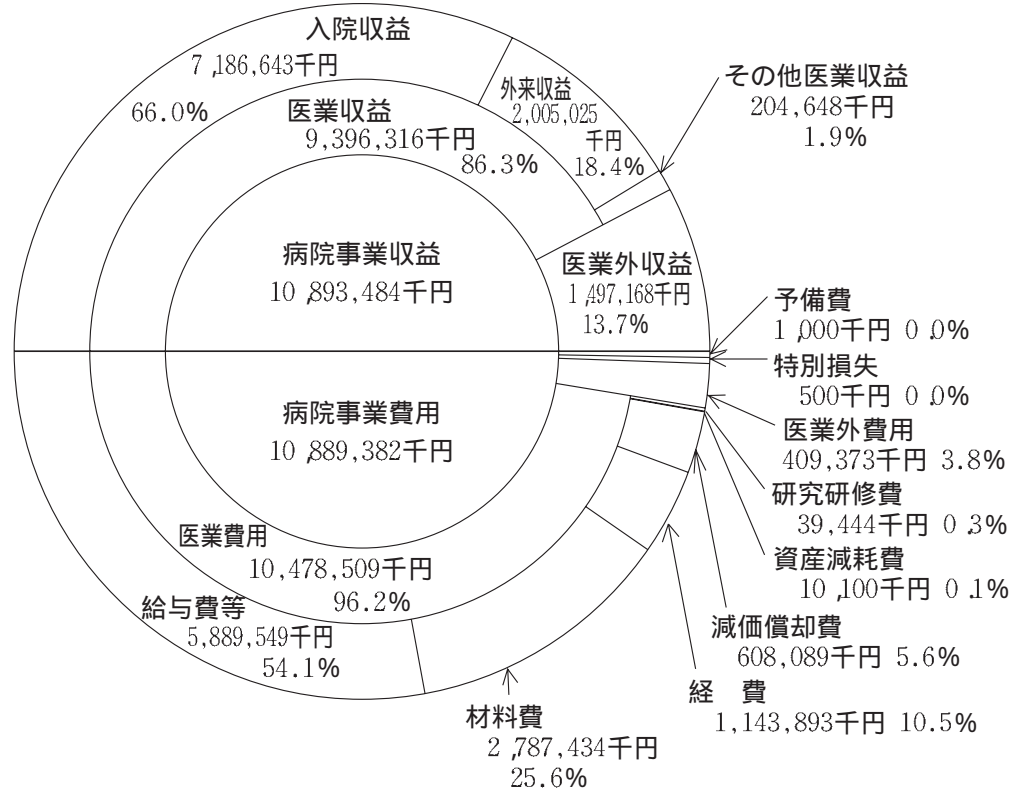 入院収益
7,186,643千円
66.0%
医業収益
9,396,316千円
86.3%
外来収益
2,005,025
千円
18.4%
その他医業収益
204,648千円
1.9%
病院事業収益
10,893,484千円
医業外収益
1,497,168千円
13.7%
予備費
1,000千円 0.0%
特別損失
500千円 0.0%
医業外費用
409,373千円 3.8%
研究研修費
39,444千円 0.3%
資産減耗費
10,100千円 0.1%
減価償却費
608,089千円 5.6%
経 費
1,143,893千円 10.5%
材料費
2,787,434千円
25.6%
病院事業費用
10,889,382千円
医業費用
10,478,509千円
96.2%
給与費等
5,889,549千円
54.1%